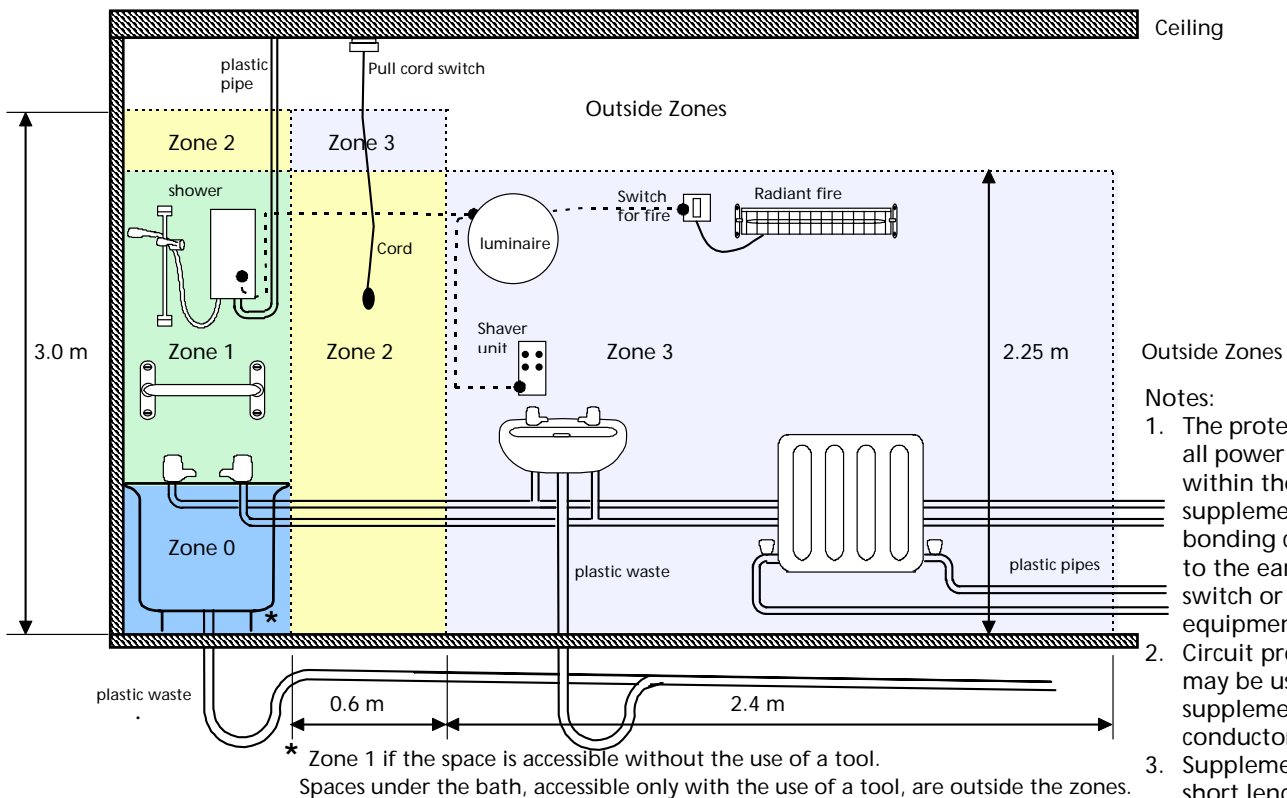 Ceiling
plastic
pipe
Pull cord switch
Outside Zones
Zone 2
Zone 3
shower
Switch
for fire
Radiant fire
luminaire
Cord
3.0 m
Zone 1
Zone 2
Shaver
unit
Zone 3
2.25 m
Outside Zones
Zone 0
plastic waste
plastic pipes
*
plastic waste
.
0.6 m
2.4 m
* Zone 1 if the space is accessible without the use of a tool.
Spaces under the bath, accessible only with the use of a tool, are outside the zones.
Notes:
1. The prote
all power
within the
suppleme
bonding c
to the ear
switch or
equipmen
2. Circuit pro
may be us
suppleme
conducto
3. Suppleme
short leng